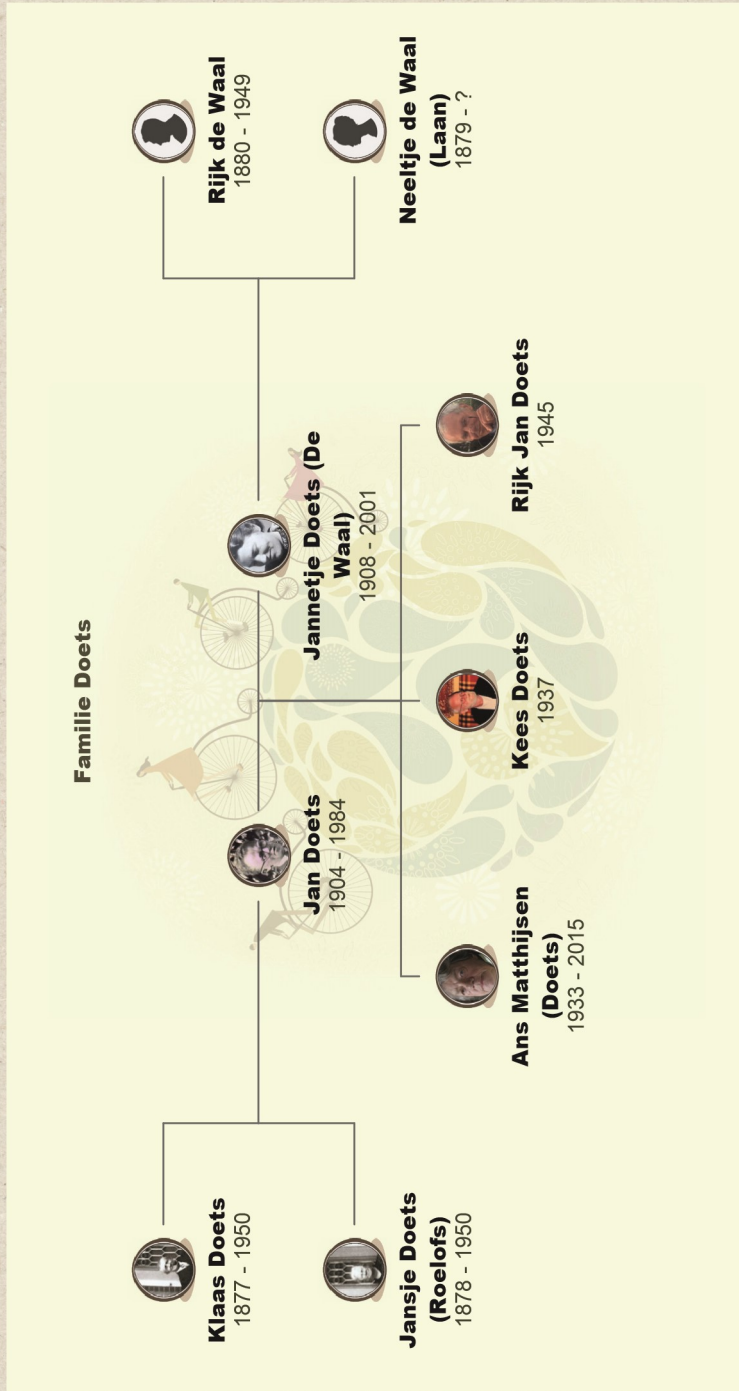 Familie Doets
Klaas Doets
1877 - 1950
Jansje Doets
(Roelofs)
1878 - 1950
Jan Doets
1904 - 1984
Jannetje Doets (De
Waal)
1908 - 2001
Rijk de Waal
1880 - 1949
Neeltje de Waal
(Laan)
1879 - ?
Ans Matthijsen
(Doets)
1933 - 2015
Kees Doets
1937
Rijk Jan Doets
1945